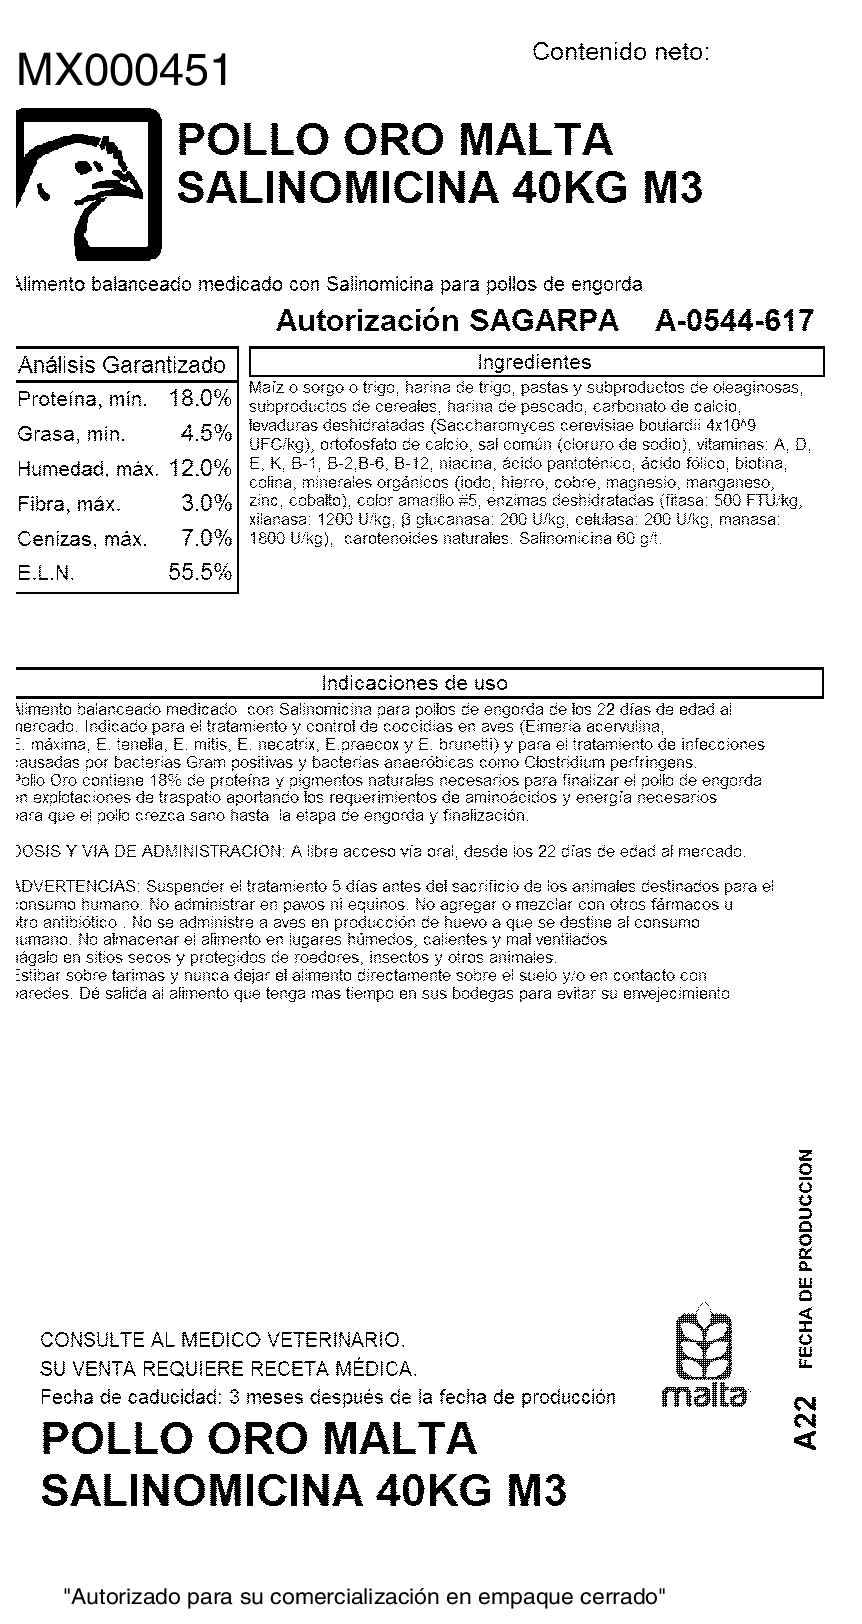 Contenido neto:
MX000451
POLLO ORO MALTA
SALINOMICINA 40KG M3
Alimento balanceado medicado con Salinomicina para pollos de engorda
Autorización SAGARPA A-0544-617
Análisis Garantizado
Proteína, mín. 18.0%
Grasa, mín. 4.5%
Humedad, máx. 12.0%
Fibra, máx. 3.0%
Cenizas, máx. 7.0%
E.L.N. 55.5%
Ingredientes
Maíz o sorgo o trigo, harina de trigo, pastas y subproductos de oleaginosas,
subproductos de cereales, harina de pescado, carbonato de calcio,
levaduras deshidratadas (Saccharomyces cerevisiae boulardii 4x10^9
UFC/kg), ortofosfato de calcio, sal común (cloruro de sodio), vitaminas: A, D,
E, K, B-1, B-2,B-6, B-12, niacina, ácido pantoténico, ácido fólico, biotina,
colina, minerales orgánicos (iodo, hierro, cobre, magnesio, manganeso,
zinc, cobalto), color amarillo #5, enzimas deshidratadas (fitasa: 500 FTU/kg,
xilanasa: 1200 U/kg, β glucanasa: 200 U/kg, celulasa: 200 U/kg, manasa:
1800 U/kg), carotenoides naturales. Salinomicina 60 g/t.
Indicaciones de uso
Alimento balanceado medicado con Salinomicina para pollos de engorda de los 22 días de edad al
mercado. Indicado para el tratamiento y control de coccidias en aves (Eimeria acervulina,
E. máxima, E. tenella, E. mitis, E. necatrix, E.praecox y E. brunetti) y para el tratamiento de infecciones
causadas por bacterias Gram positivas y bacterias anaeróbicas como Clostridium perfringens.
Pollo Oro contiene 18% de proteína y pigmentos naturales necesarios para finalizar el pollo de engorda
en explotaciones de traspatio aportando los requerimientos de aminoácidos y energía necesarios
para que el pollo crezca sano hasta la etapa de engorda y finalización.
DOSIS Y VIA DE ADMINISTRACION: A libre acceso vía oral, desde los 22 días de edad al mercado.
ADVERTENCIAS: Suspender el tratamiento 5 días antes del sacrificio de los animales destinados para el
consumo humano. No administrar en pavos ni equinos. No agregar o mezclar con otros fármacos u
otro antibiótico . No se administre a aves en producción de huevo a que se destine al consumo
humano. No almacenar el alimento en lugares húmedos, calientes y mal ventilados
hágalo en sitios secos y protegidos de roedores, insectos y otros animales.
Estibar sobre tarimas y nunca dejar el alimento directamente sobre el suelo y/o en contacto con
paredes. Dé salida al alimento que tenga mas tiempo en sus bodegas para evitar su envejecimiento
A22 FECHA DE PRODUCCION
CONSULTE AL MEDICO VETERINARIO.
SU VENTA REQUIERE RECETA MÉDICA.
Fecha de caducidad: 3 meses después de la fecha de producción
malta
POLLO ORO MALTA
SALINOMICINA 40KG M3
"Autorizado para su comercialización en empaque cerrado"